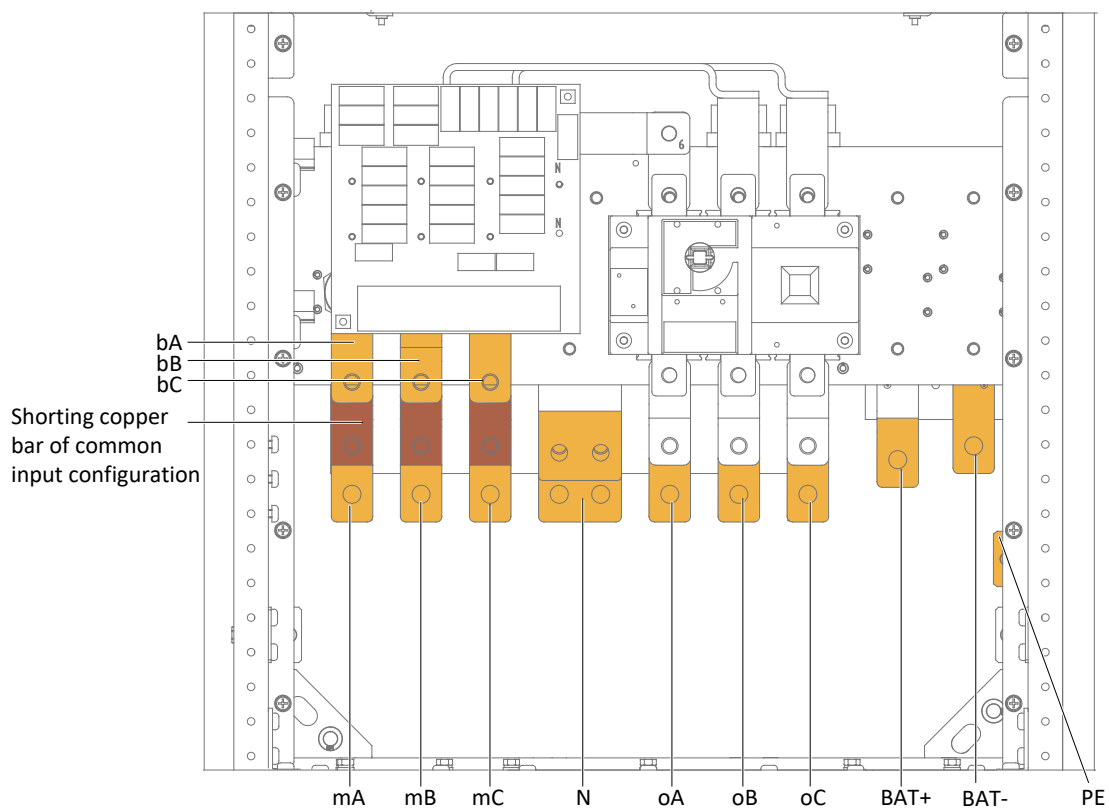 6
N
N
bA
bB
bC
Shorting copper
bar of common
input configuration
mA
mB
mC
N
oA
oB
oC
BAT+
BAT-
PE